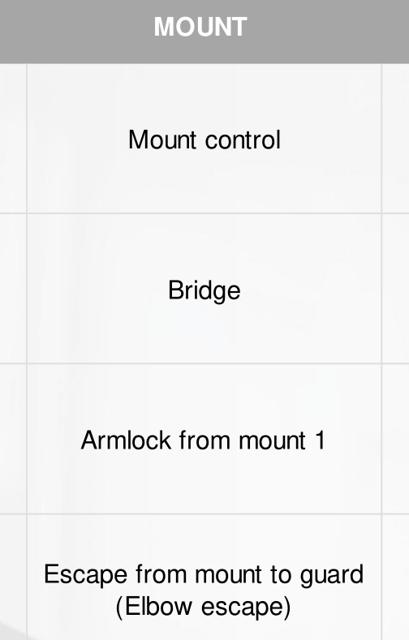 MOUNT
Mount control
Bridge
Armlock from mount 1
Escape from mount to guard
(Elbow escape)